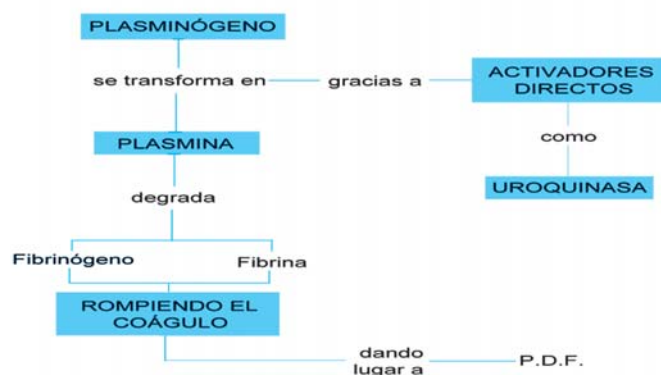 PLASMINÓGENO
se transforma en
gracias a
ACTIVADORES
DIRECTOS
como
UROQUINASA
PLASMINA
degrada
Fibrinógeno
Fibrina
ROMPIENDO EL
COÁGULO
dando
lugar a
P.D.F.